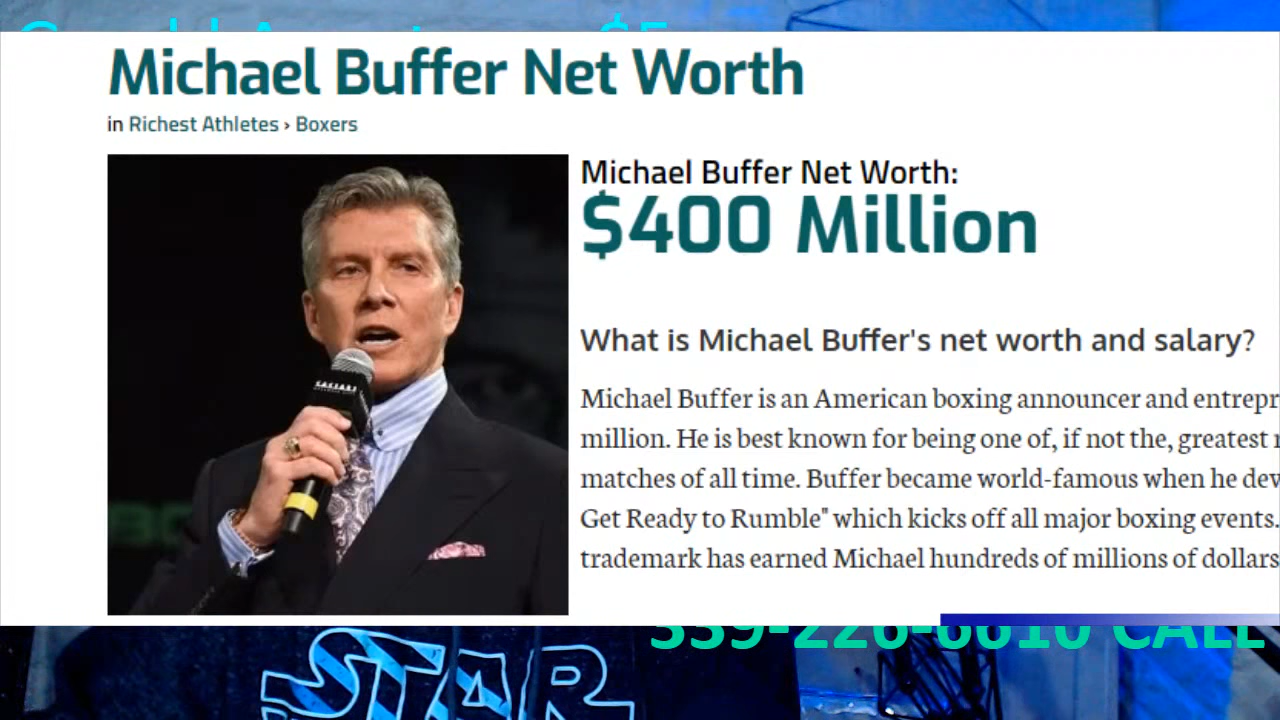 Michael Buffer Net Worth
in Richest Athletes › Boxers
Michael Buffer Net Worth:
$400 Million
What is Michael Buffer's net worth and salary?
Michael Buffer is an American boxing announcer and entrepr
million. He is best known for being one of, if not the, greatest
matches of all time. Buffer became world-famous when he dev
Get Ready to Rumble" which kicks off all major boxing events.
trademark has earned Michael hundreds of millions of dollars
CAESARS
CALL
STAR